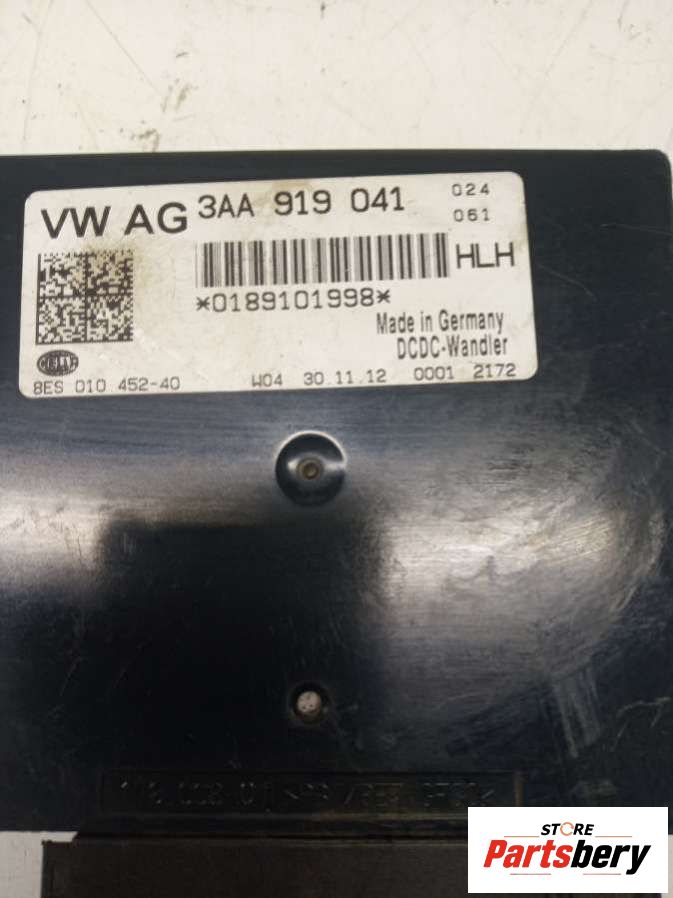 VW AG 3AA 919 041 024
061
HLH
*0189101998*
Made in Germany
DCDC-Wandler
HELLA
8ES 010 452-40 W04 30.11.12 0001 2172
STORE
Partsbery